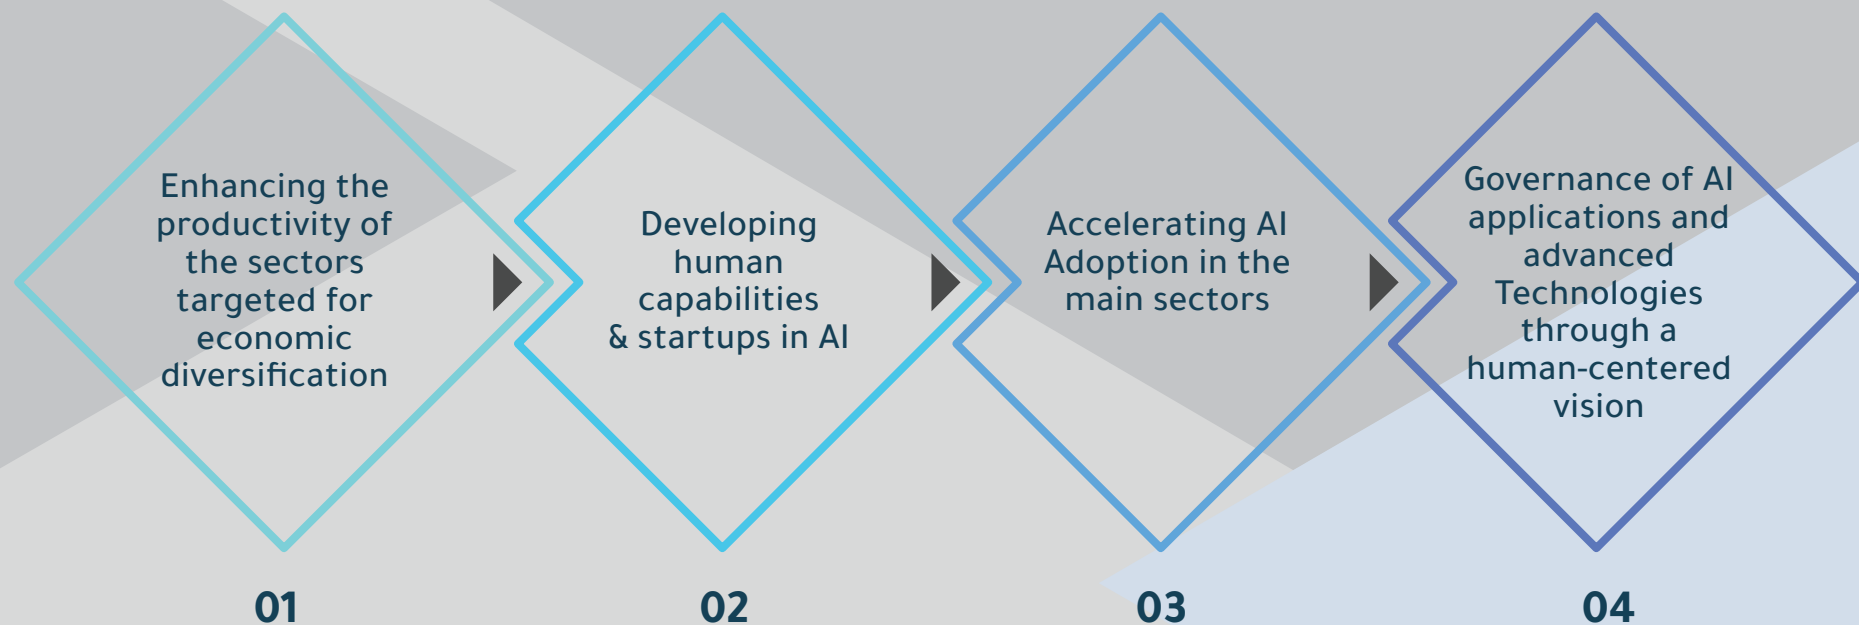 Enhancing the
productivity of
the sectors
targeted for
economic
diversification
01
Developing
human
capabilities
& startups in AI
02
Accelerating AI
Adoption in the
main sectors
03
Governance of AI
applications and
advanced
Technologies
through a
human-centered
vision
04